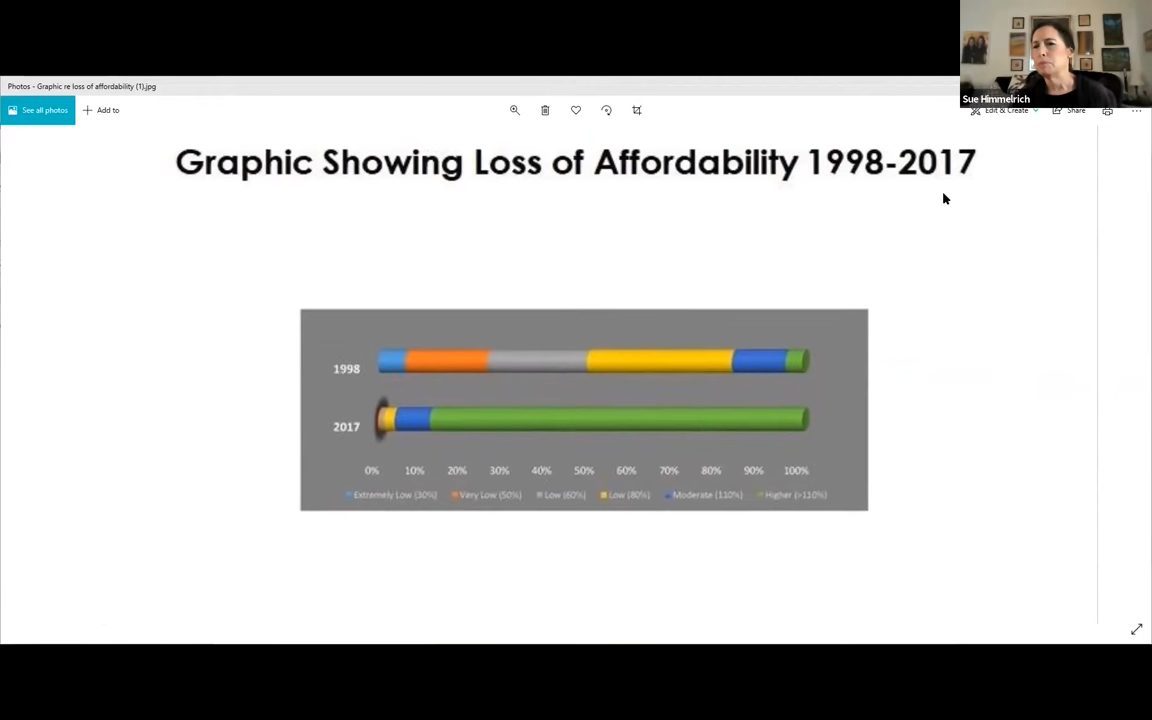 Photos - Graphic re loss of affordability (1).jpg
Sue Himmelrich
See all photos
Add to
Edit & Create
Share
Graphic Showing Loss of Affordability 1998-2017
1998
2017
0% 10% 20% 30% 40% 50% 60% 70% 80% 90% 100%
Extremely Low (30%) Very Low (50%) Low (60%) Low (80%) Moderate (110%) Higher (>110%)